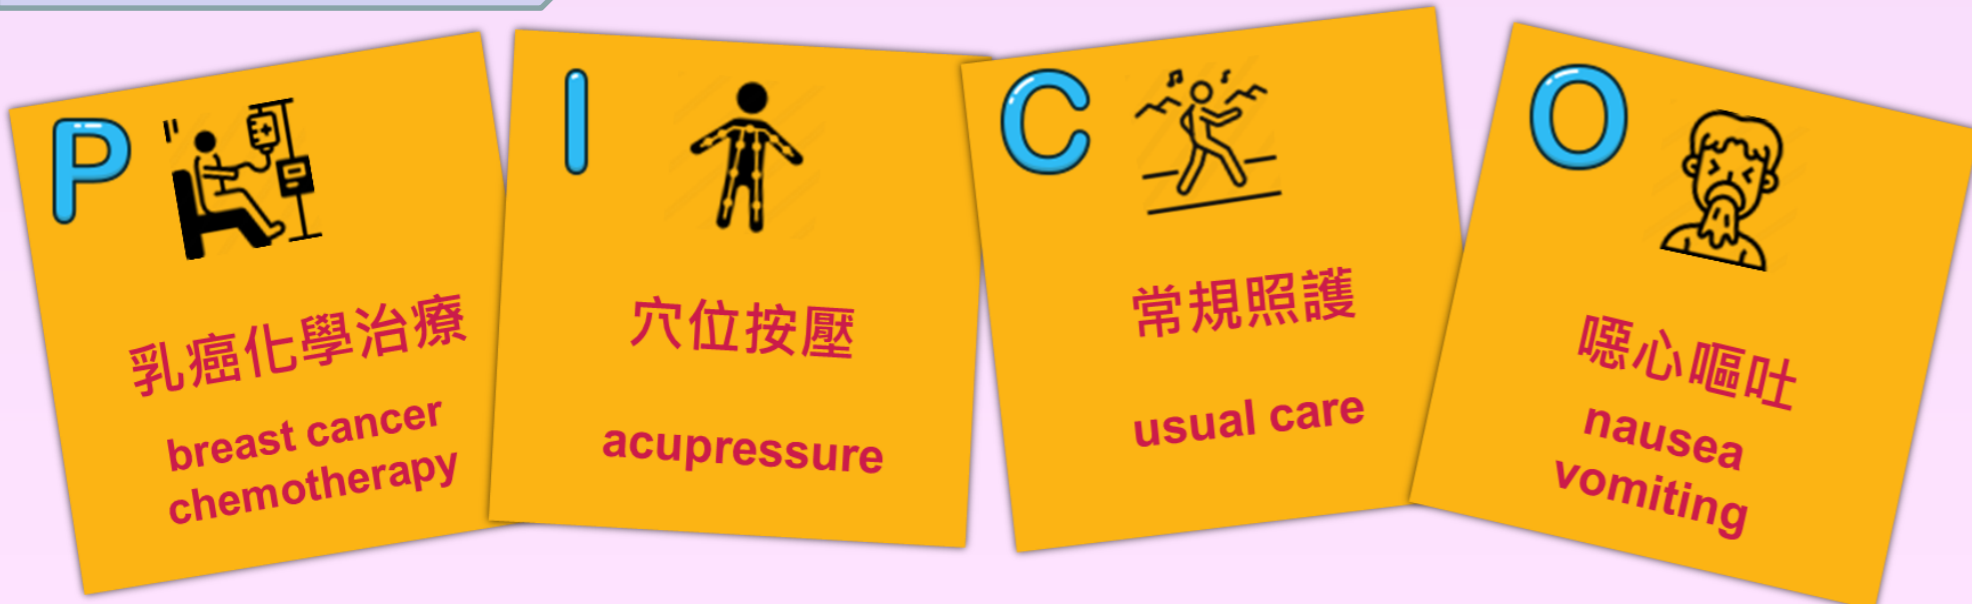 P
乳癌化學治療
breast cancer
chemotherapy
I
穴位按壓
acupressure
C
常規照護
usual care
O
噁心嘔吐
nausea
vomiting